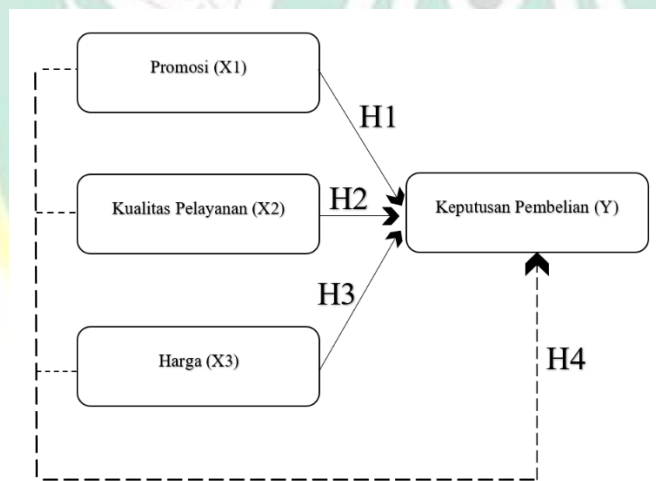 Promosi (X1)
H1
Kualitas Pelayanan (X2)
H2
Keputusan Pembelian (Y)
H3
Harga (X3)
H4